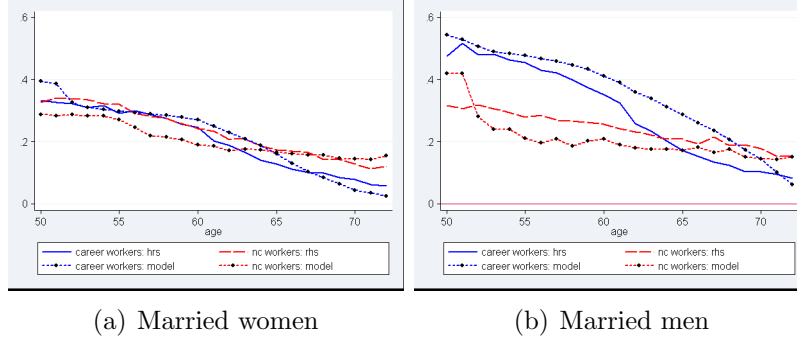 .6
.4
.2
0
50 55 60 65 70
age
career workers: hrs nc workers: rhs
career workers: model nc workers: model
(a) Married women
.6
.4
.2
0
50 55 60 65 70
age
career workers: hrs nc workers: rhs
career workers: model nc workers: model
(b) Married men